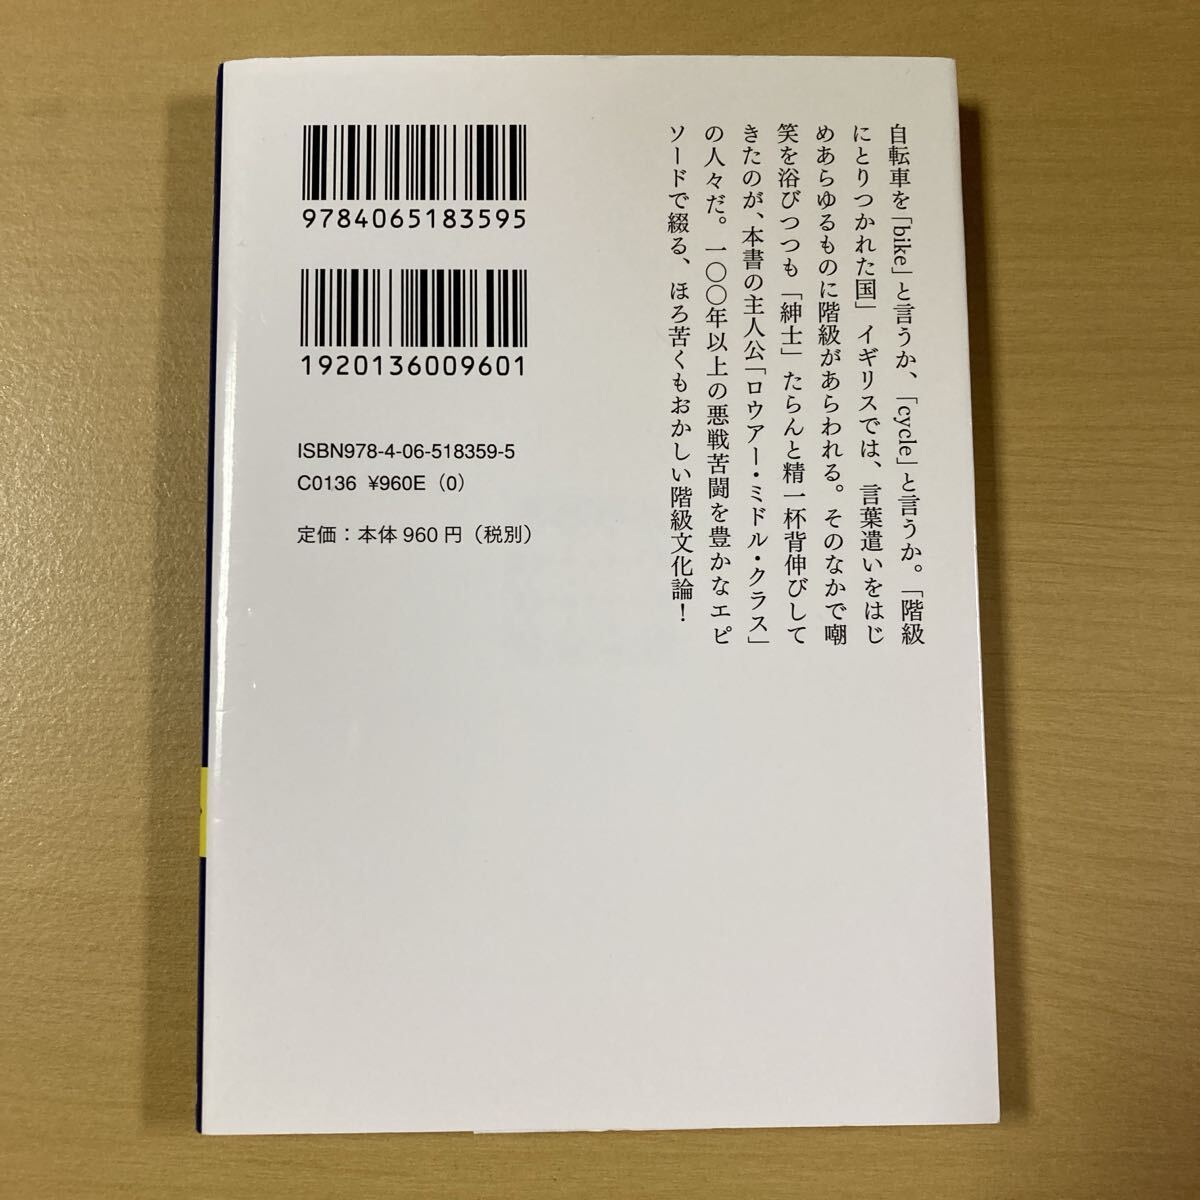 自転車を「bike」と言うか、「cycle」と言うか。「階級
にとりつかれた国」イギリスでは、言葉遣いをはじ
めあらゆるものに階級があらわれる。そのなかで嘲
笑を浴びつつも「紳士」たらんと精一杯背伸びして
きたのが、本書の主人公「ロウアー・ミドル・クラス」
の人々だ。一〇〇年以上の悪戦苦闘を豊かなエピ
ソードで綴る、ほろ苦くもおかしい階級文化論！
9784065183595
1920136009601
ISBN978-4-06-518359-5
C0136 ¥960E (0)
定価：本体960円（税別）